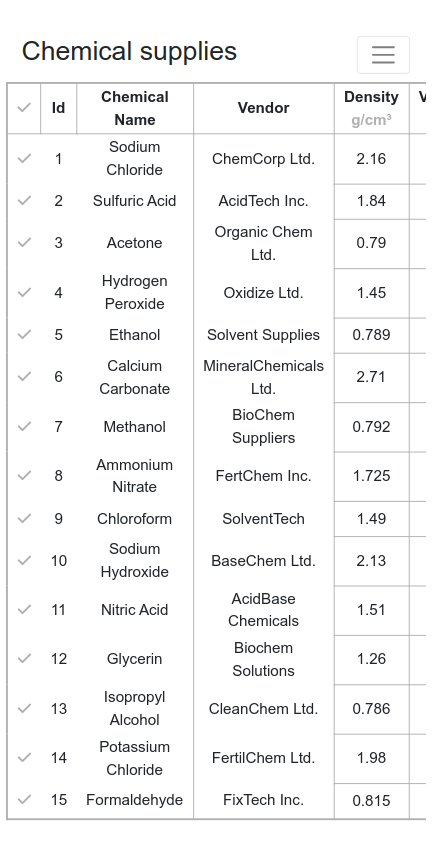 Chemical supplies
Id Chemical Name Vendor Density g/cm³ V
1 Sodium Chloride ChemCorp Ltd. 2.16
2 Sulfuric Acid AcidTech Inc. 1.84
3 Acetone Organic Chem Ltd. 0.79
4 Hydrogen Peroxide Oxidize Ltd. 1.45
5 Ethanol Solvent Supplies 0.789
6 Calcium Carbonate MineralChemicals Ltd. 2.71
7 Methanol BioChem Suppliers 0.792
8 Ammonium Nitrate FertChem Inc. 1.725
9 Chloroform SolventTech 1.49
10 Sodium Hydroxide BaseChem Ltd. 2.13
11 Nitric Acid AcidBase Chemicals 1.51
12 Glycerin Biochem Solutions 1.26
13 Isopropyl Alcohol CleanChem Ltd. 0.786
14 Potassium Chloride FertilChem Ltd. 1.98
15 Formaldehyde FixTech Inc. 0.815